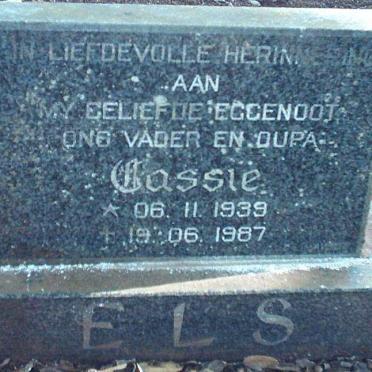 IN LIEFDEVOLLE HERINNERING
AAN
MY GELIEFDE EGGENOOT
ONS VADER EN OUPA
Cassie
* 06. 11. 1939
† 19. 06. 1987
ELS